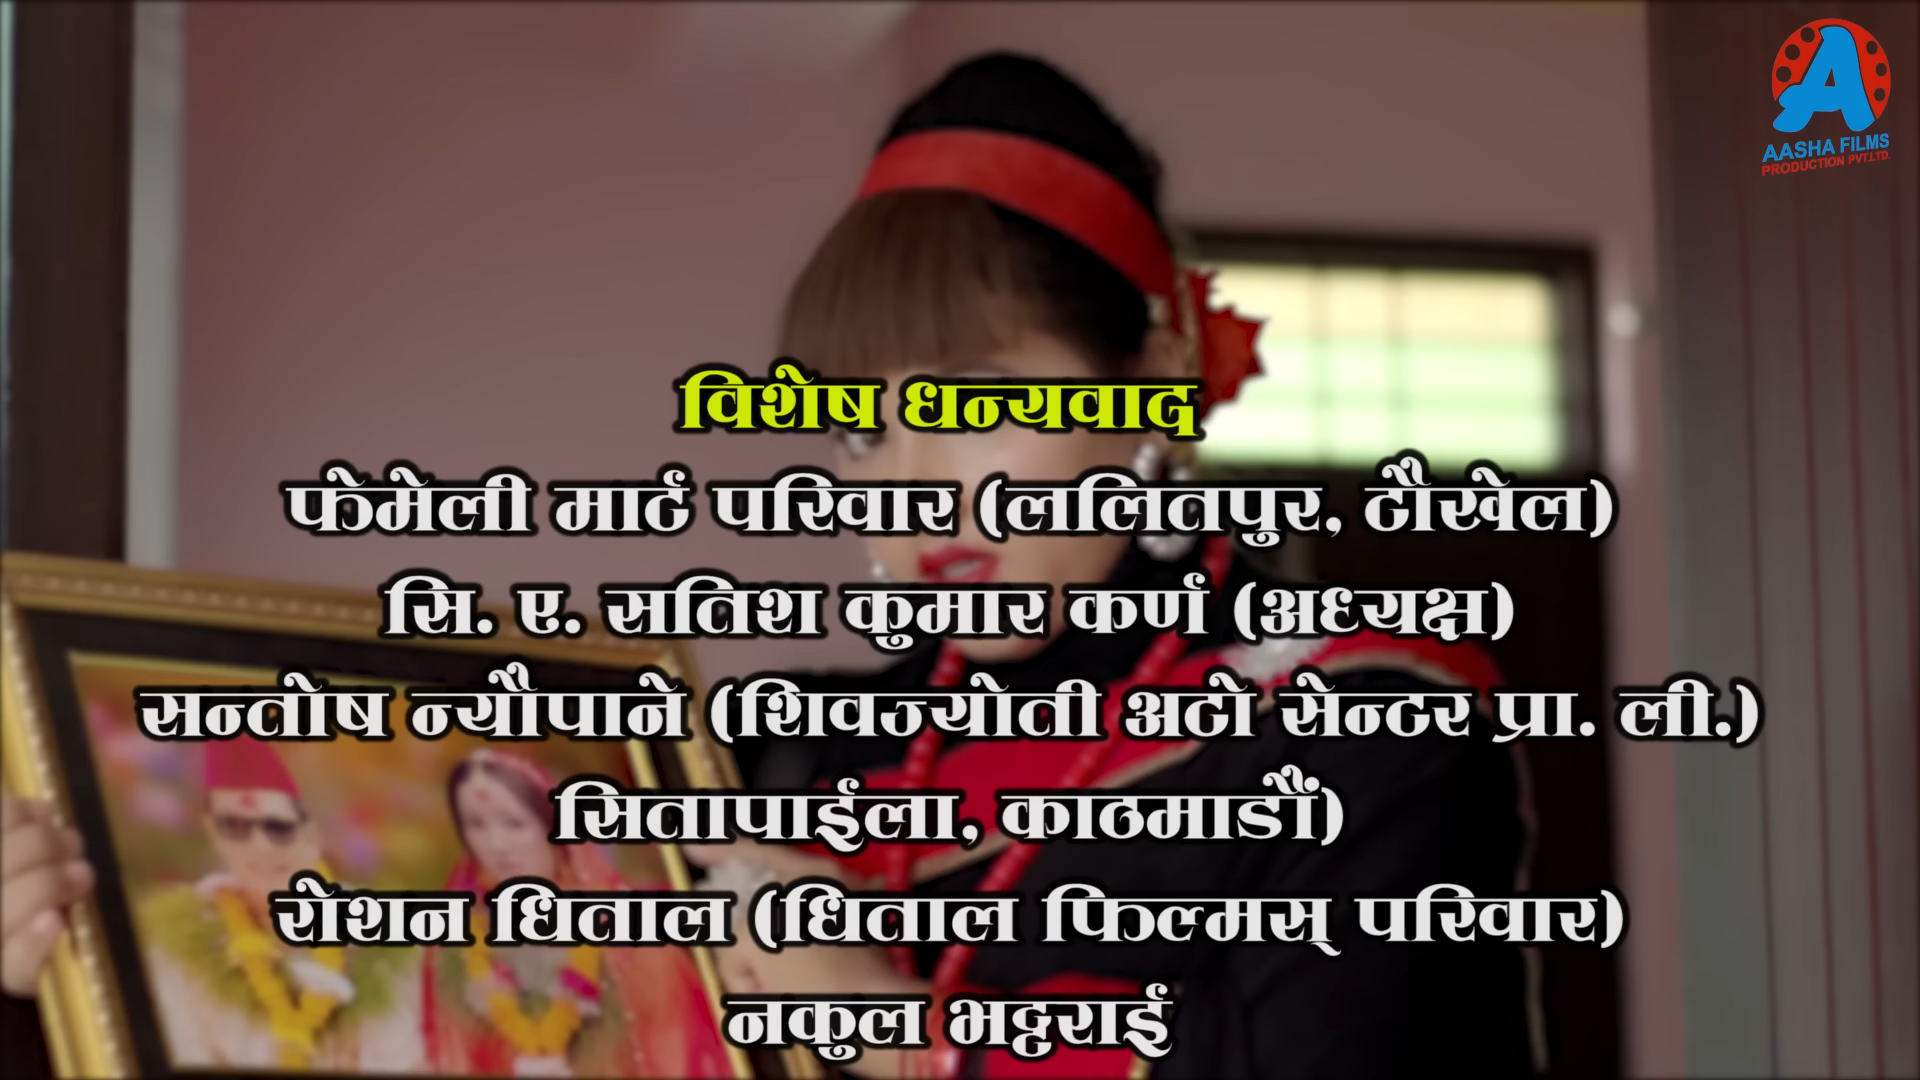 AASHA FILMS
PRODUCTION PVT.LTD.
विशेष धन्यवाद
फेमेली मार्ट परिवार (ललितपुर, टौखेल)
सि. ए. सतिश कुमार कर्ण (अध्यक्ष)
सन्तोष न्यौपाने (शिवज्योती अटो सेन्टर प्रा. ली.)
सितापाईला, काठमाडौं)
रोशन धिताल (धिताल फिल्मस् परिवार)
नकुल भट्टराई